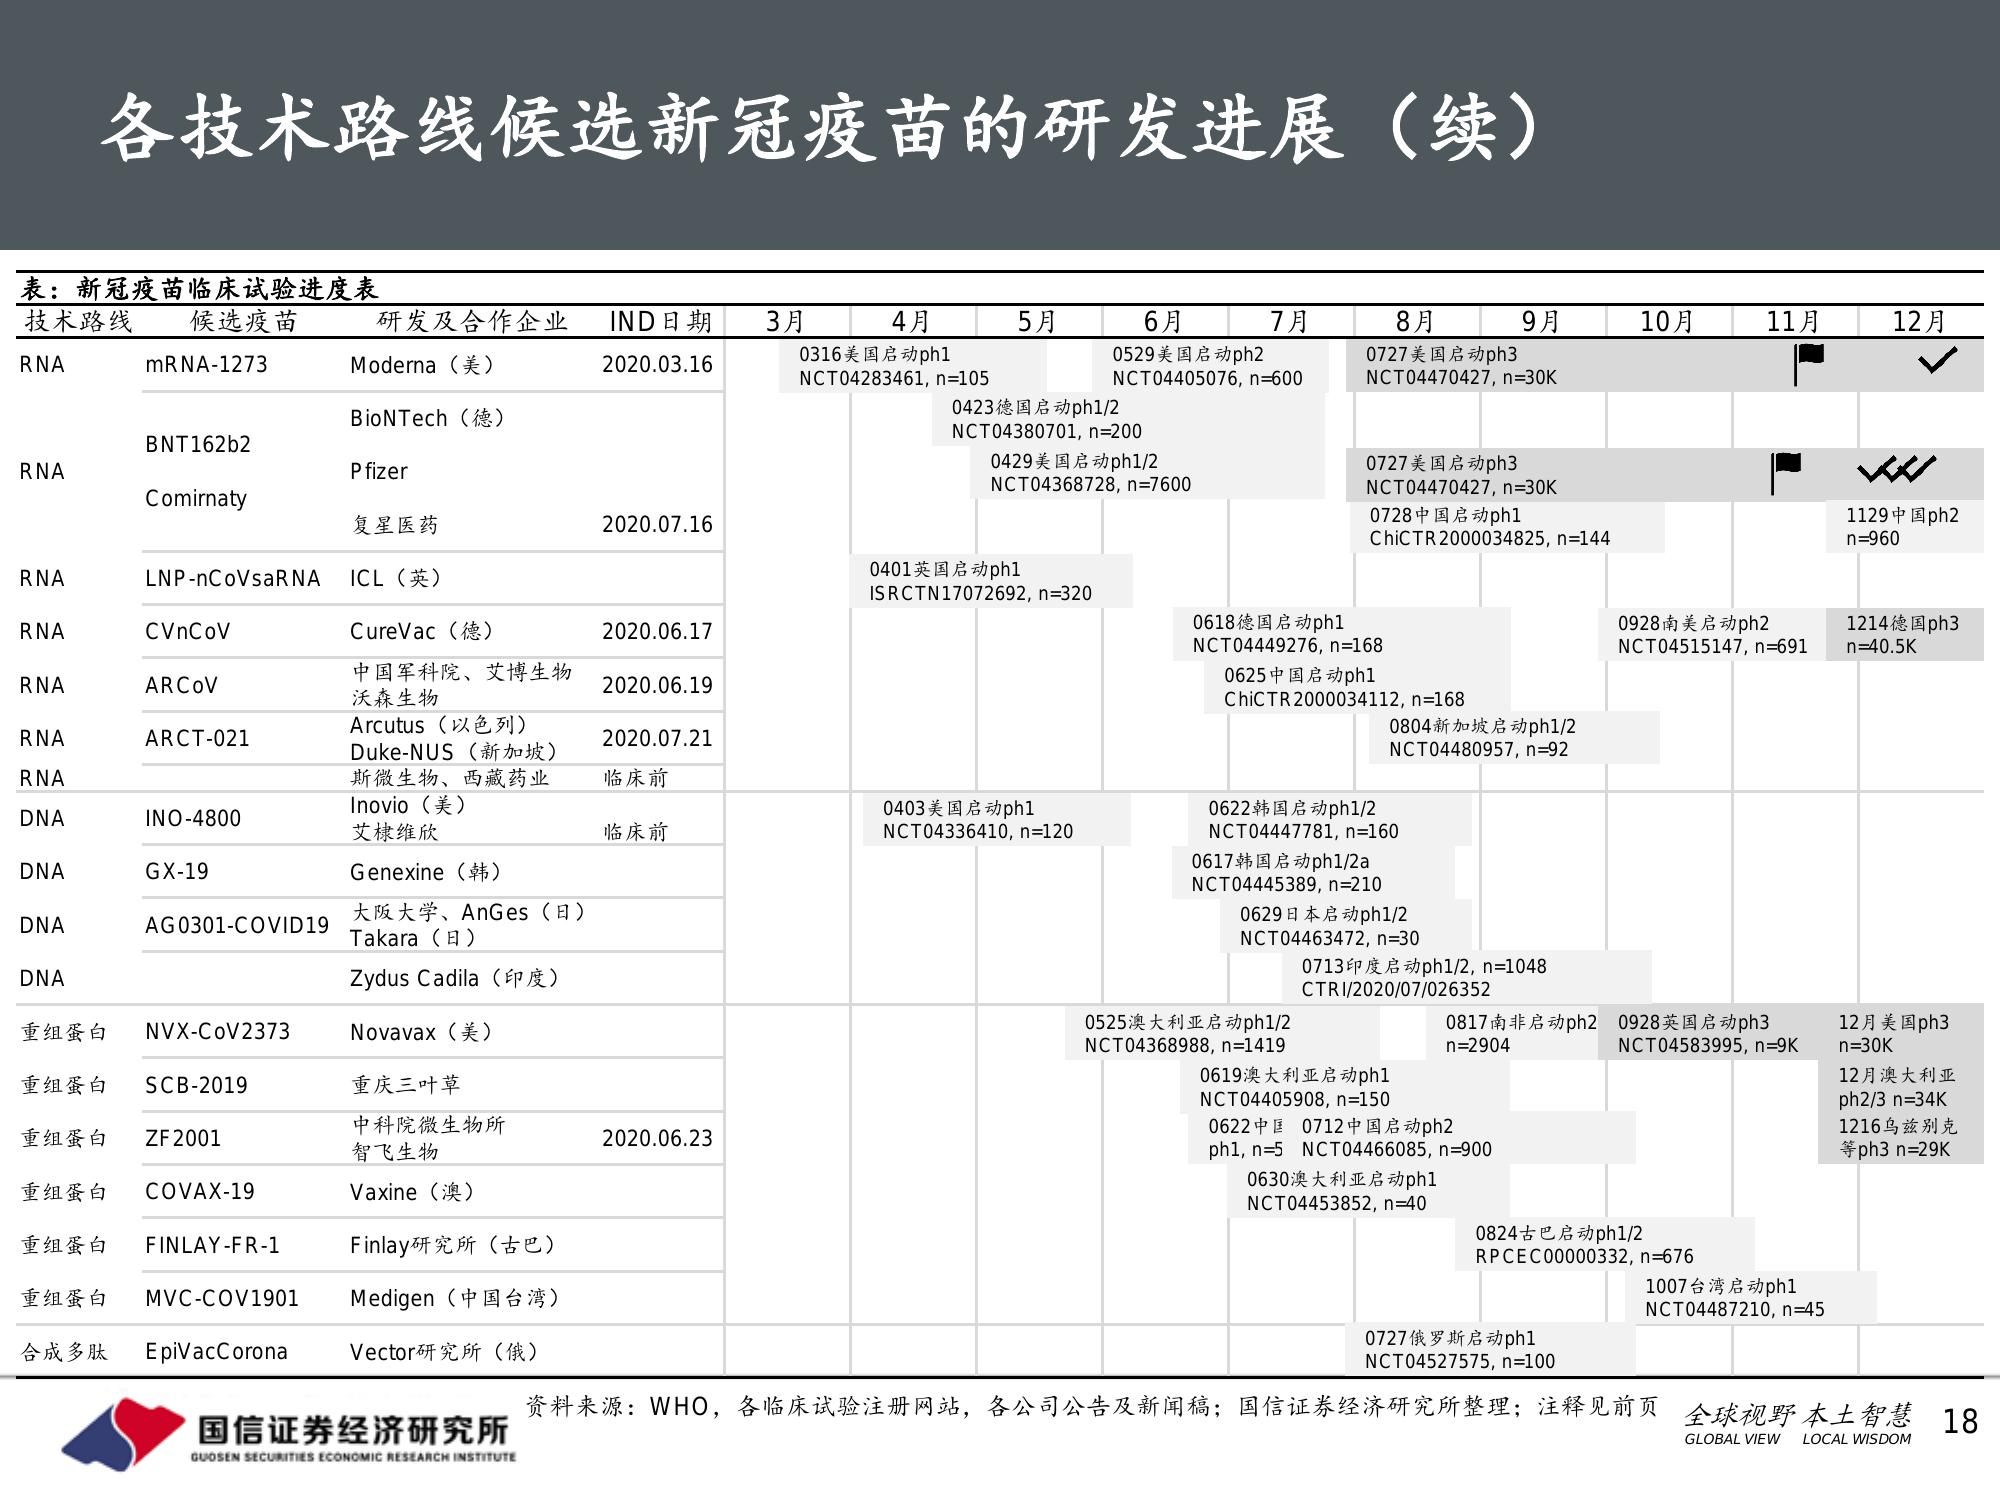 各技术路线候选新冠疫苗的研发进展（续）
表：新冠疫苗临床试验进度表
技术路线 候选疫苗 研发及合作企业 IND日期 3月 4月 5月 6月 7月 8月 9月 10月 11月 12月
RNA mRNA-1273 Moderna（美） 2020.03.16
0316美国启动ph1
NCT04283461, n=105
0529美国启动ph2
NCT04405076, n=600
0727美国启动ph3
NCT04470427, n=30K
RNA
BNT162b2
Comirnaty
BioNTech（德）
0423德国启动ph1/2
NCT04380701, n=200
Pfizer
0429美国启动ph1/2
NCT04368728, n=7600
0727美国启动ph3
NCT04470427, n=30K
复星医药 2020.07.16
0728中国启动ph1
ChiCTR2000034825, n=144
1129中国ph2
n=960
RNA LNP-nCoVsaRNA ICL（英）
0401英国启动ph1
ISRCTN17072692, n=320
RNA CVnCoV CureVac（德） 2020.06.17
0618德国启动ph1
NCT04449276, n=168
0928南美启动ph2
NCT04515147, n=691
1214德国ph3
n=40.5K
RNA ARCoV
中国军科院、艾博生物
沃森生物
2020.06.19
0625中国启动ph1
ChiCTR2000034112, n=168
RNA ARCT-021
Arcutus（以色列）
Duke-NUS（新加坡）
2020.07.21
0804新加坡启动ph1/2
NCT04480957, n=92
RNA 斯微生物、西藏药业 临床前
DNA INO-4800
Inovio（美）
艾棣维欣 临床前
0403美国启动ph1
NCT04336410, n=120
0622韩国启动ph1/2
NCT04447781, n=160
DNA GX-19 Genexine（韩）
0617韩国启动ph1/2a
NCT04445389, n=210
DNA AG0301-COVID19
大阪大学、AnGes（日）
Takara（日）
0629日本启动ph1/2
NCT04463472, n=30
DNA Zydus Cadila（印度）
0713印度启动ph1/2, n=1048
CTRI/2020/07/026352
重组蛋白 NVX-CoV2373 Novavax（美）
0525澳大利亚启动ph1/2
NCT04368988, n=1419
0817南非启动ph2
n=2904
0928英国启动ph3
NCT04583995, n=9K
12月美国ph3
n=30K
重组蛋白 SCB-2019 重庆三叶草
0619澳大利亚启动ph1
NCT04405908, n=150
12月澳大利亚
ph2/3 n=34K
重组蛋白 ZF2001
中科院微生物所
智飞生物
2020.06.23
0622中国
ph1, n=5
0712中国启动ph2
NCT04466085, n=900
1216乌兹别克
等ph3 n=29K
重组蛋白 COVAX-19 Vaxine（澳）
0630澳大利亚启动ph1
NCT04453852, n=40
重组蛋白 FINLAY-FR-1 Finlay研究所（古巴）
0824古巴启动ph1/2
RPCEC00000332, n=676
重组蛋白 MVC-COV1901 Medigen（中国台湾）
1007台湾启动ph1
NCT04487210, n=45
合成多肽 EpiVacCorona Vector研究所（俄）
0727俄罗斯启动ph1
NCT04527575, n=100
国信证券经济研究所
GUOSEN SECURITIES ECONOMIC RESEARCH INSTITUTE
资料来源：WHO，各临床试验注册网站，各公司公告及新闻稿；国信证券经济研究所整理；注释见前页
全球视野 本土智慧
GLOBAL VIEW LOCAL WISDOM
18